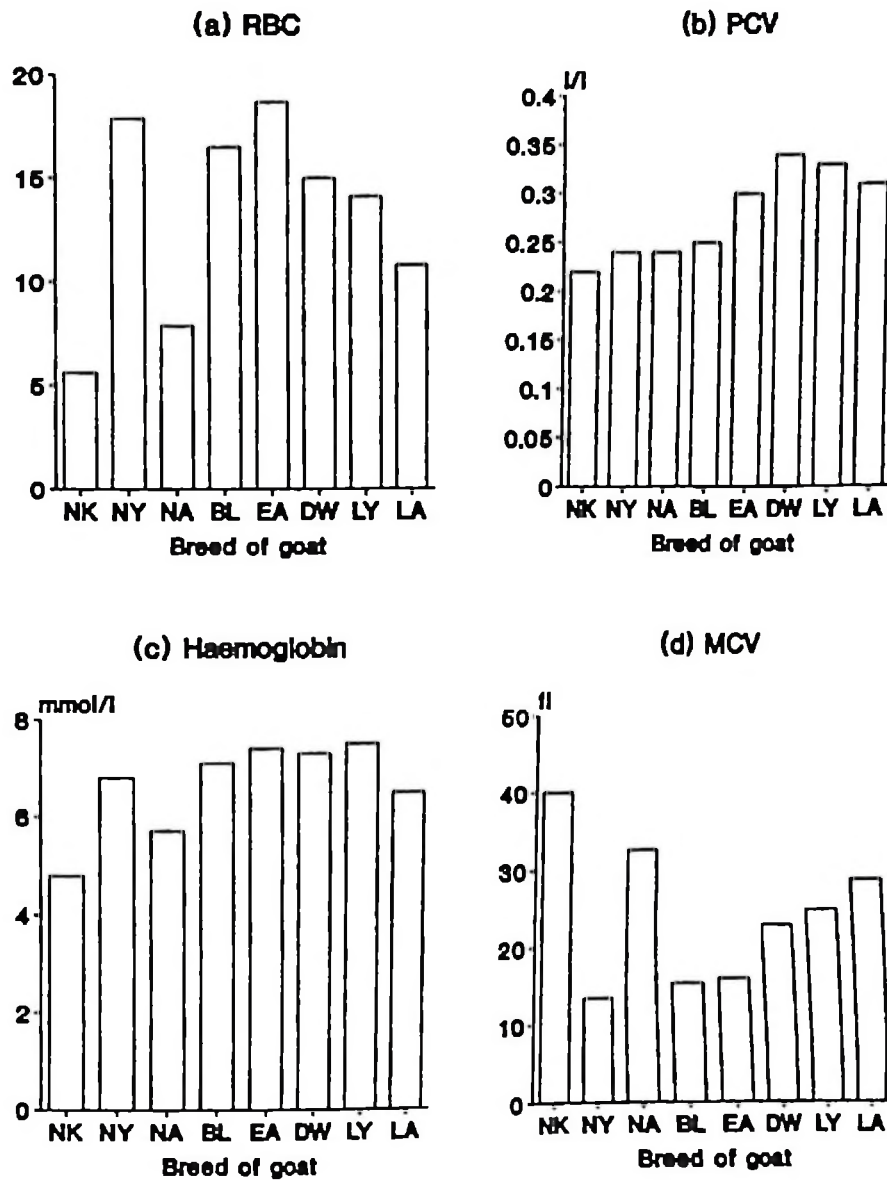 (a) RBC
20
15
10
5
0
NK NY NA BL EA DW LY LA
Breed of goat
(b) PCV
l/l
0.4
0.35
0.3
0.25
0.2
0.15
0.1
0.05
0
NK NY NA BL EA DW LY LA
Breed of goat
(c) Haemoglobin
mmol/l
8
6
4
2
0
NK NY NA BL EA DW LY LA
Breed of goat
(d) MCV
fl
50
40
30
20
10
0
NK NY NA BL EA DW LY LA
Breed of goat